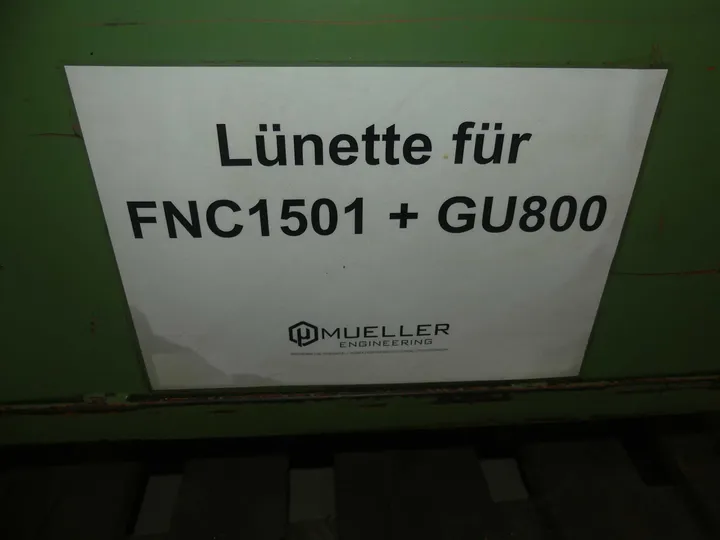 Lünette für
FNC1501 + GU800
MUELLER
ENGINEERING